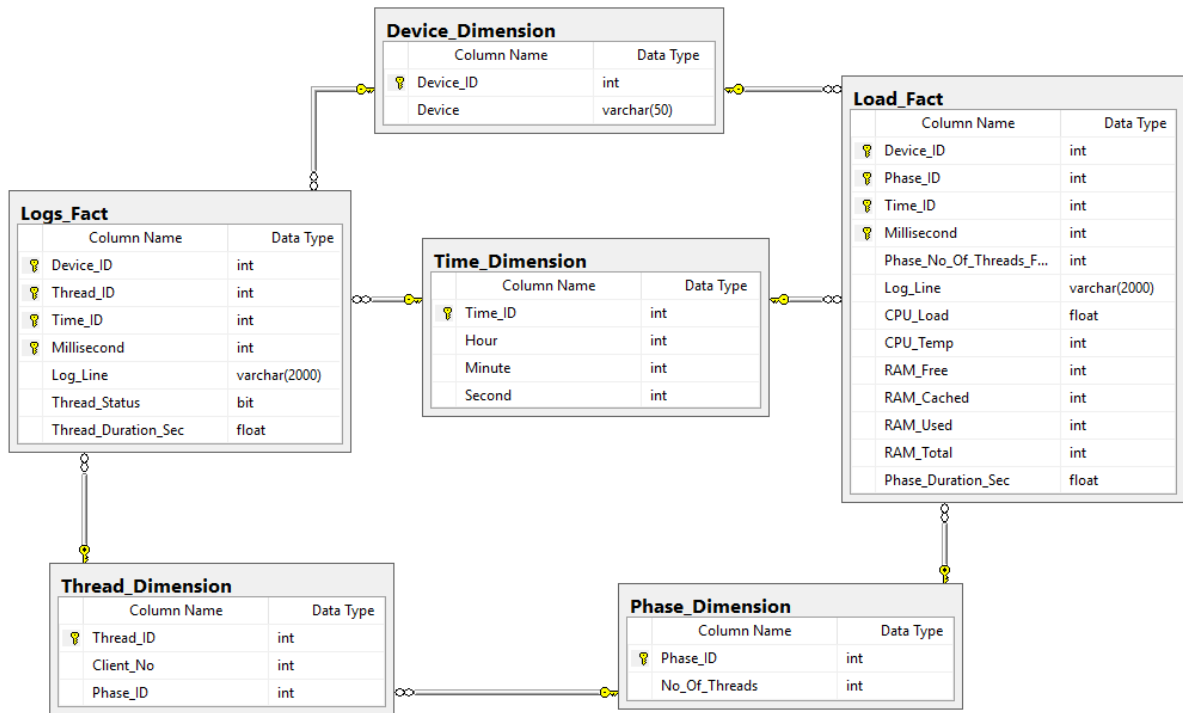 Device_Dimension
Column Name Data Type
Device_ID int
Device varchar(50)
Load_Fact
Column Name Data Type
Device_ID int
Phase_ID int
Time_ID int
Millisecond int
Phase_No_Of_Threads_F... int
Log_Line varchar(2000)
CPU_Load float
CPU_Temp int
RAM_Free int
RAM_Cached int
RAM_Used int
RAM_Total int
Phase_Duration_Sec float
Logs_Fact
Column Name Data Type
Device_ID int
Thread_ID int
Time_ID int
Millisecond int
Log_Line varchar(2000)
Thread_Status bit
Thread_Duration_Sec float
Time_Dimension
Column Name Data Type
Time_ID int
Hour int
Minute int
Second int
Thread_Dimension
Column Name Data Type
Thread_ID int
Client_No int
Phase_ID int
Phase_Dimension
Column Name Data Type
Phase_ID int
No_Of_Threads int